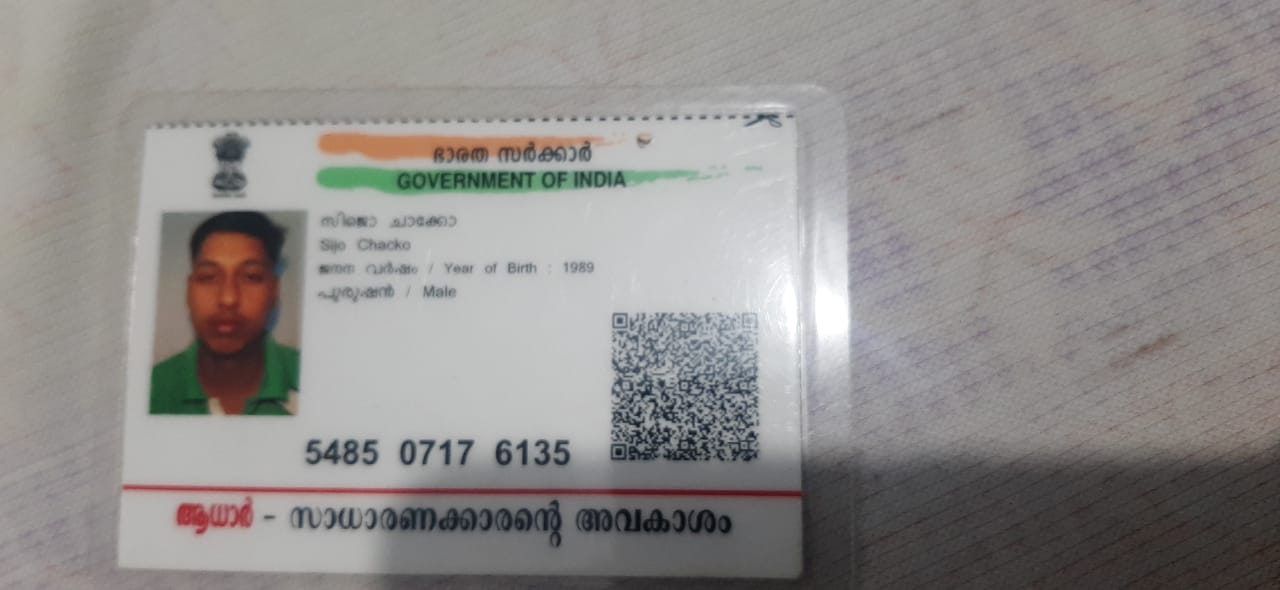 ഭാരത സർക്കാർ
GOVERNMENT OF INDIA
സിജൊ ചാക്കോ
Sijo Chacko
ജനന വർഷം / Year of Birth : 1989
പുരുഷൻ / Male
5485 0717 6135
ആധാർ - സാധാരണക്കാരന്റെ അവകാശം